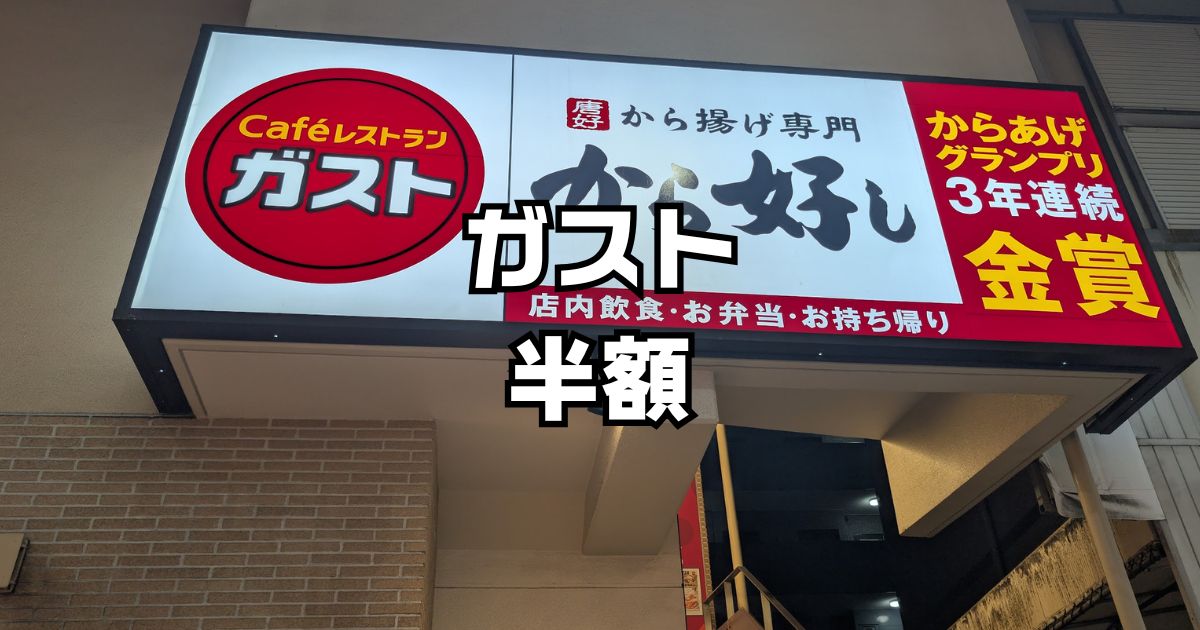 Caféレストラン
ガスト
唐好
から揚げ専門
から好し
店内飲食・お弁当・お持ち帰り
からあげ
グランプリ
3年連続
金賞
ガスト
半額